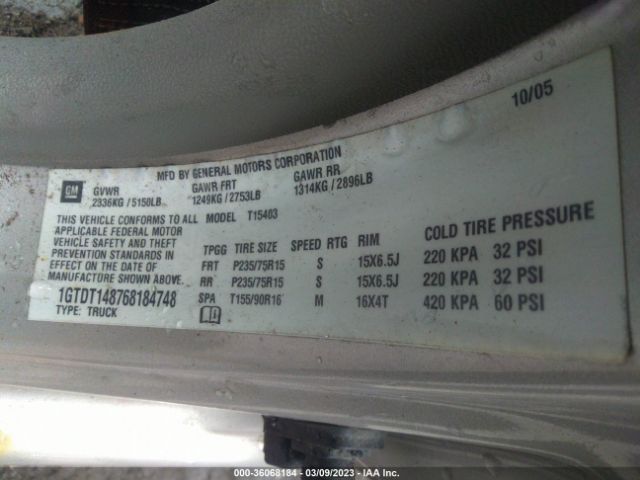 10/05
MFD BY GENERAL MOTORS CORPORATION
GM GVWR GAWR FRT GAWR RR
2336KG / 5150LB 1249KG / 2753LB 1314KG / 2896LB
THIS VEHICLE CONFORMS TO ALL MODEL T15403
APPLICABLE FEDERAL MOTOR
VEHICLE SAFETY AND THEFT
PREVENTION STANDARDS IN
EFFECT ON THE DATE OF
MANUFACTURE SHOWN ABOVE.
1GTDT148768184748
TYPE: TRUCK
TPGG TIRE SIZE SPEED RTG RIM COLD TIRE PRESSURE
FRT P235/75R15 S 15X6.5J 220 KPA 32 PSI
RR P235/75R15 S 15X6.5J 220 KPA 32 PSI
SPA T155/90R16 M 16X4T 420 KPA 60 PSI
000-36068184 - 03/09/2023 - IAA Inc.